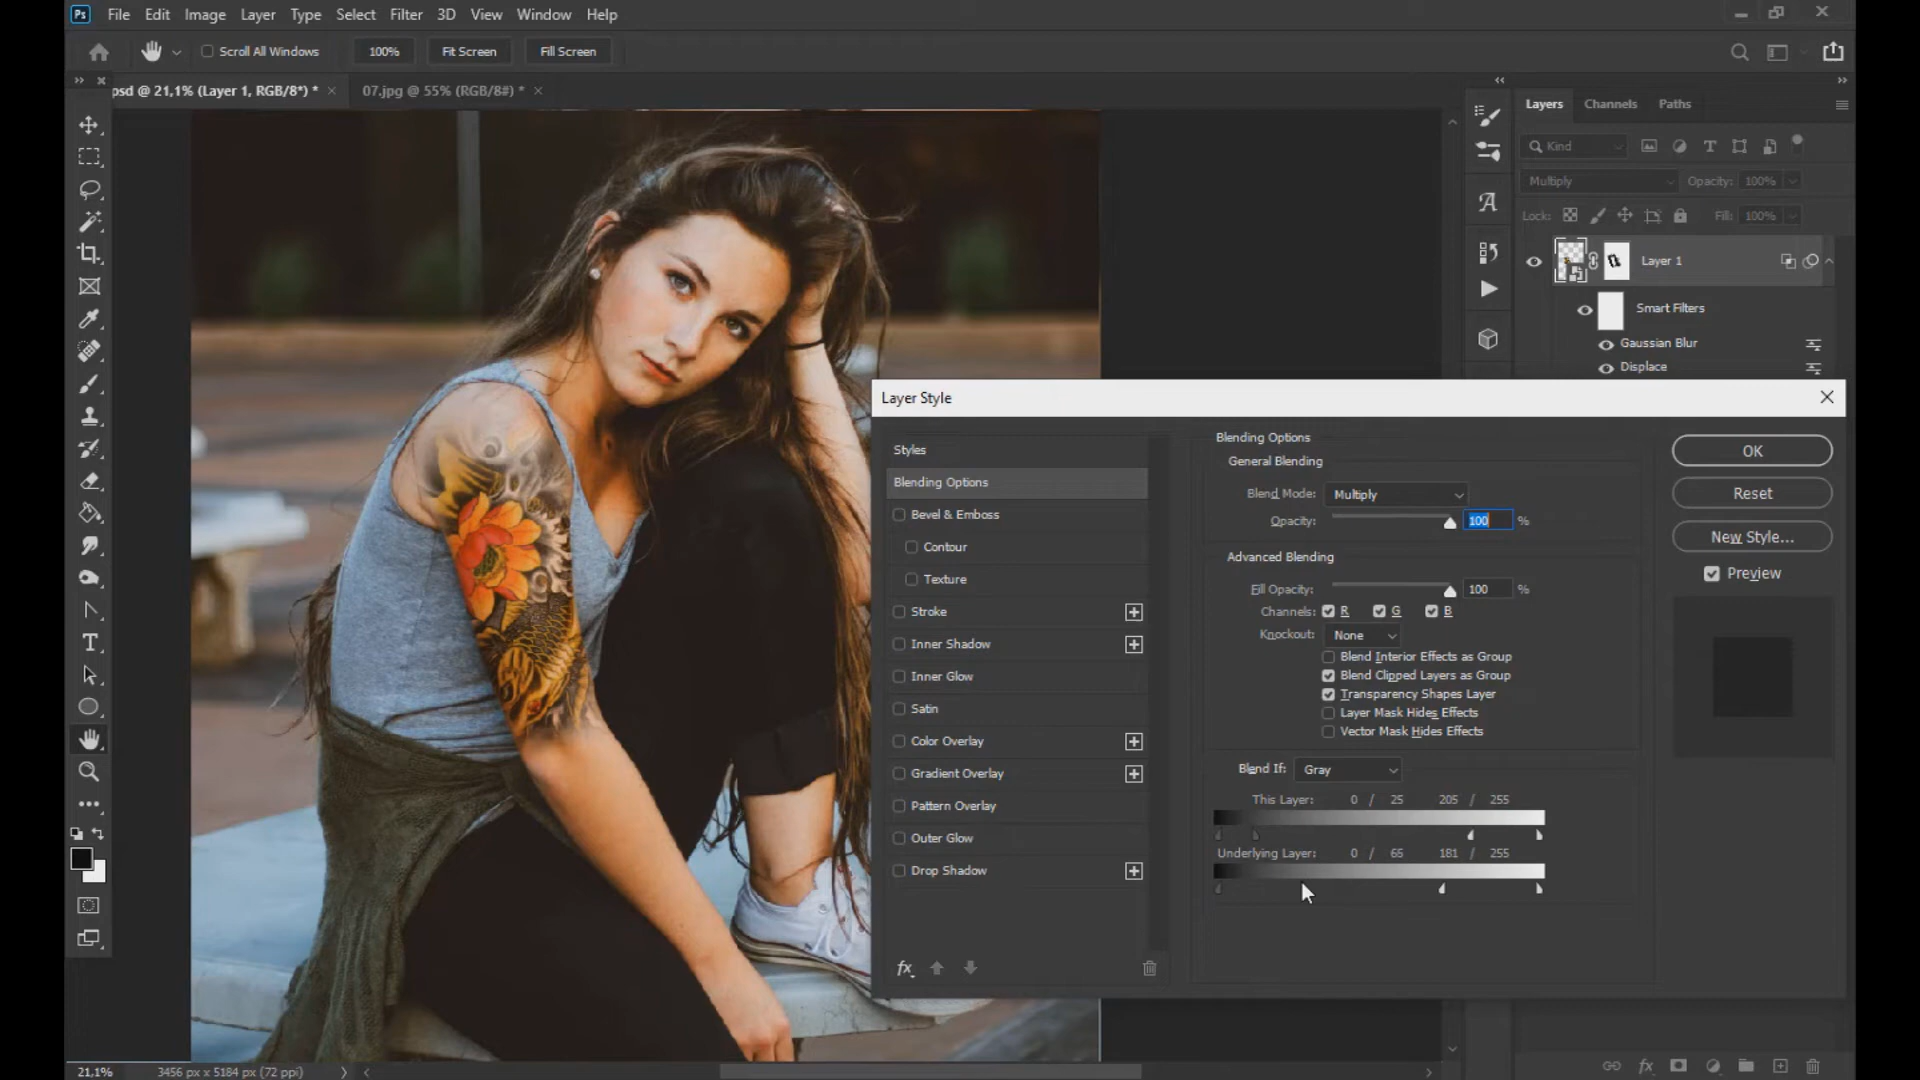 Ps File Edit Image Layer Type Select Filter 3D View Window Help
Scroll All Windows 100% Fit Screen Fill Screen
psd @ 21,1% (Layer 1, RGB/8*) * 07.jpg @ 55% (RGB/8#) *
Layers Channels Paths
Kind
Multiply Opacity: 100%
Lock: Fill: 100%
Layer 1
Smart Filters
Gaussian Blur
Displace
Layer Style
Styles
Blending Options
Bevel & Emboss
Contour
Texture
Stroke
Inner Shadow
Inner Glow
Satin
Color Overlay
Gradient Overlay
Pattern Overlay
Outer Glow
Drop Shadow
fx
Blending Options
General Blending
Blend Mode: Multiply
Opacity: 100 %
Advanced Blending
Fill Opacity: 100 %
Channels: R G B
Knockout: None
Blend Interior Effects as Group
Blend Clipped Layers as Group
Transparency Shapes Layer
Layer Mask Hides Effects
Vector Mask Hides Effects
Blend If: Gray
This Layer: 0 / 25 205 / 255
Underlying Layer: 0 / 65 181 / 255
OK
Reset
New Style...
Preview
21,1% 3456 px x 5184 px (72 ppi)
fx